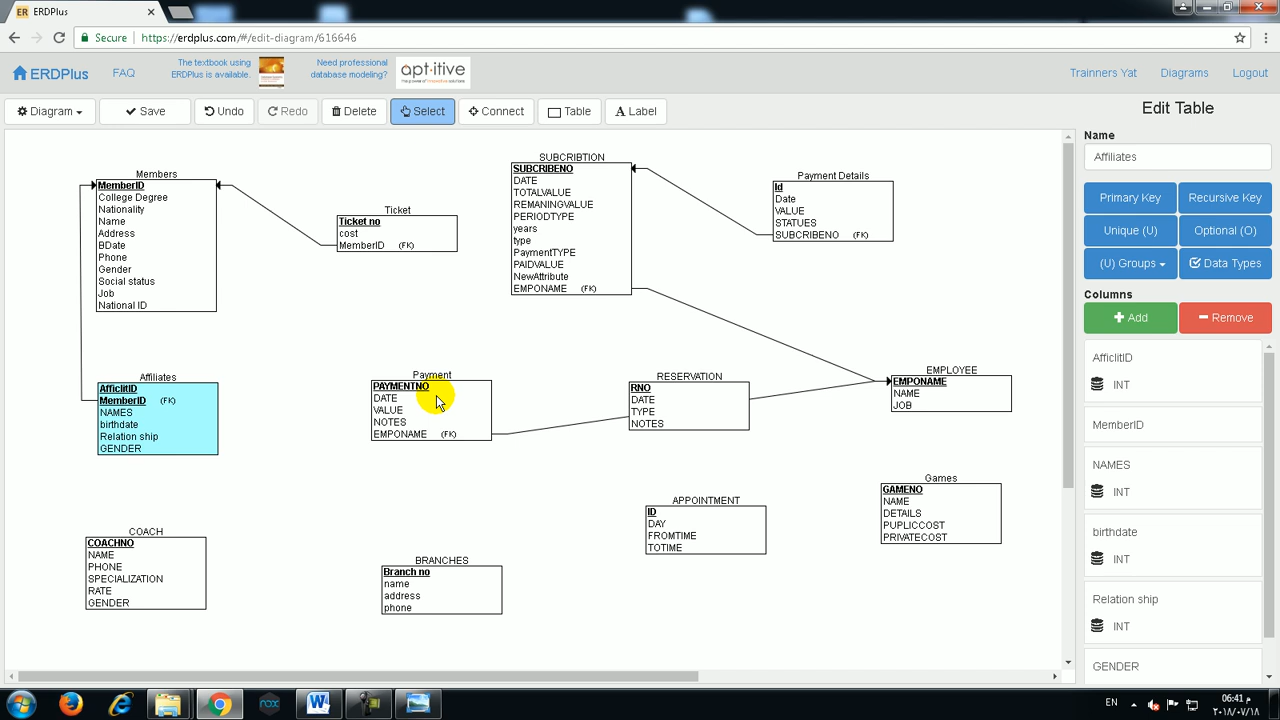 ERDPlus
Secure
https://erdplus.com/#/edit-diagram/616646
ERDPlus
FAQ
The textbook using
ERDPlus is available.
Need professional
database modeling?
apt·itive
Trainners Yat
Diagrams
Logout
Diagram
Save
Undo
Redo
Delete
Select
Connect
Table
Label
Edit Table
Name
Affiliates
Primary Key
Recursive Key
Unique (U)
Optional (O)
(U) Groups
Data Types
Columns
Add
Remove
AfficlitID
INT
MemberID
NAMES
INT
birthdate
INT
Relation ship
INT
GENDER
Members
MemberID
College Degree
Nationality
Name
Address
BDate
Phone
Gender
Social status
Job
National ID
Ticket
Ticket no
cost
MemberID (FK)
SUBCRIBTION
SUBCRIBENO
DATE
TOTALVALUE
REMANINGVALUE
PERIODTYPE
years
type
PaymentTYPE
PAIDVALUE
NewAttribute
EMPONAME (FK)
Payment Details
Id
Date
VALUE
STATUES
SUBCRIBENO (FK)
Affiliates
AfficlitID
MemberID (FK)
NAMES
birthdate
Relation ship
GENDER
Payment
PAYMENTNO
DATE
VALUE
NOTES
EMPONAME (FK)
RESERVATION
RNO
DATE
TYPE
NOTES
EMPLOYEE
EMPONAME
NAME
JOB
Games
GAMENO
NAME
DETAILS
PUPLICCOST
PRIVATECOST
APPOINTMENT
ID
DAY
FROMTIME
TOTIME
COACH
COACHNO
NAME
PHONE
SPECIALIZATION
RATE
GENDER
BRANCHES
Branch no
name
address
phone
EN
06:41 م
٢٠١٨/٠٧/١٨